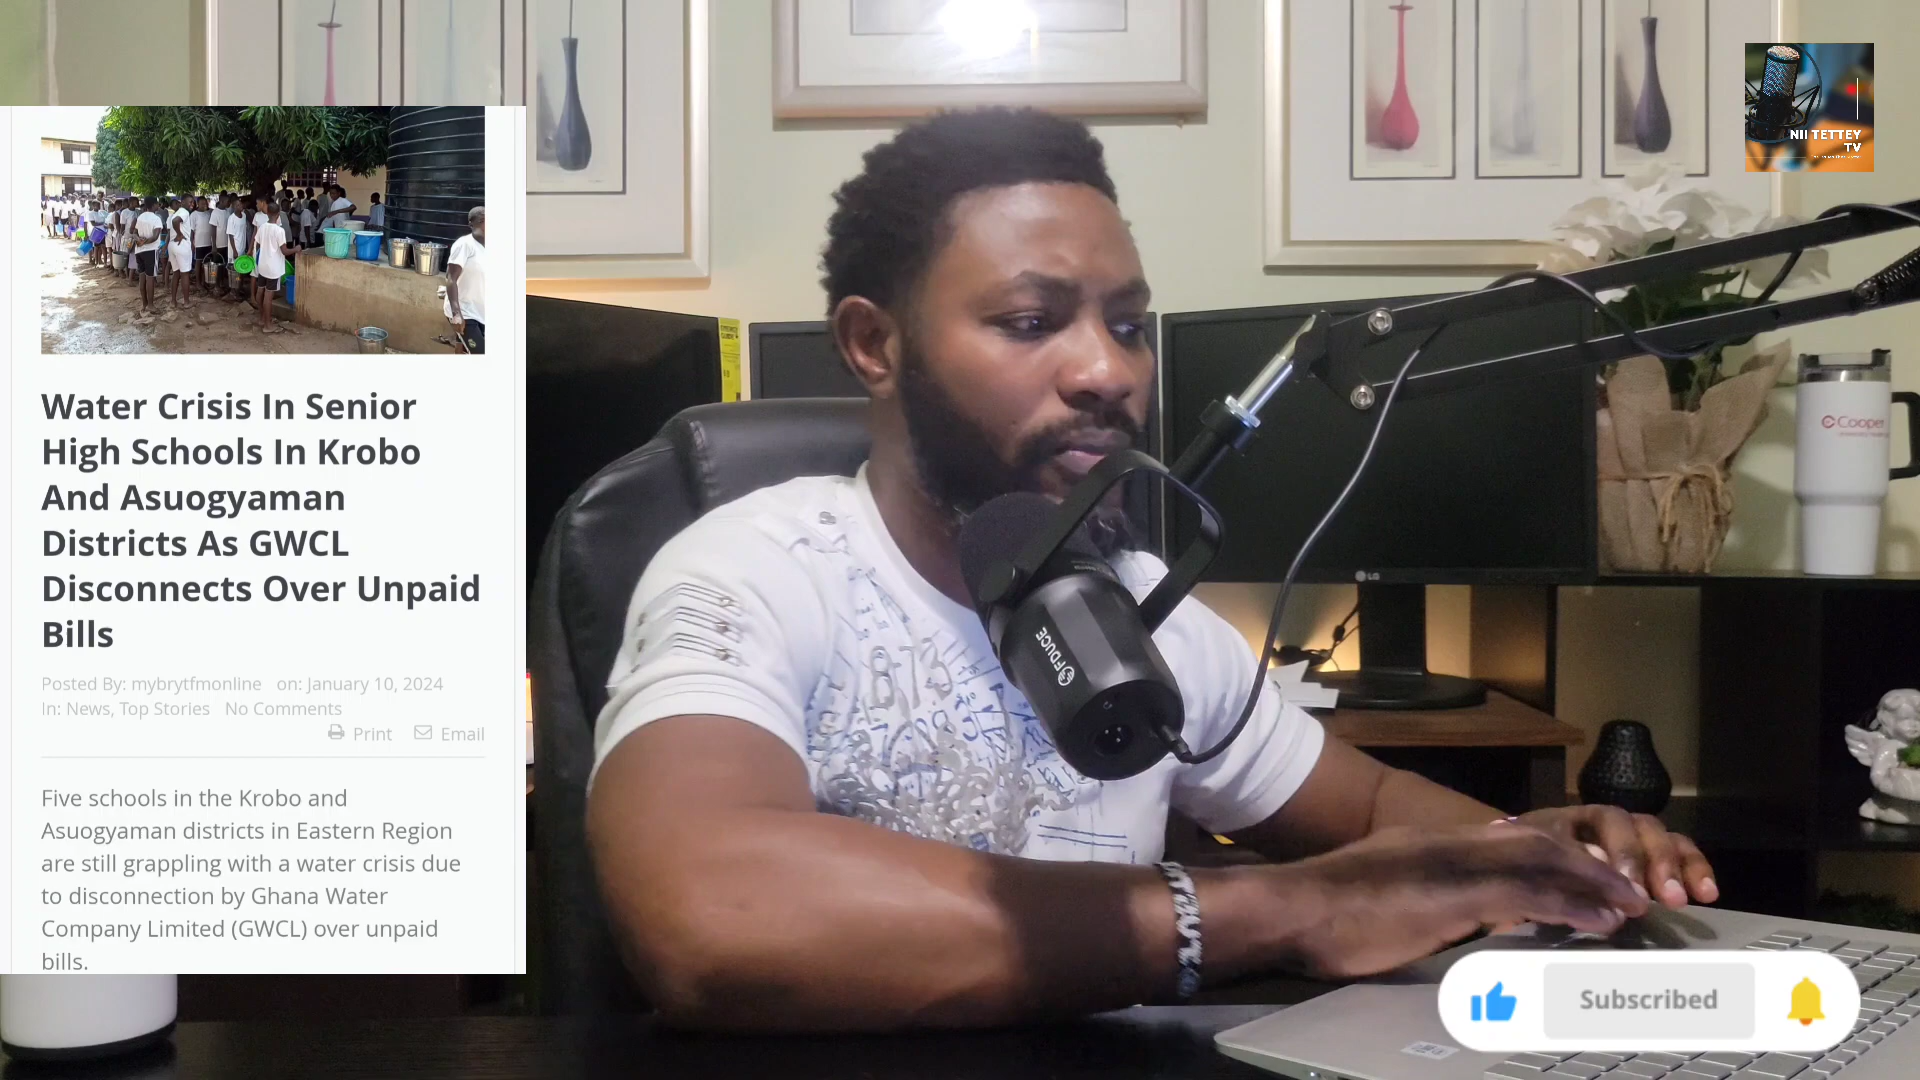 Water Crisis In Senior
High Schools In Krobo
And Asuogyaman
Districts As GWCL
Disconnects Over Unpaid
Bills
Posted By: mybrytfmonline on: January 10, 2024
In: News, Top Stories No Comments
Print Email
Five schools in the Krobo and
Asuogyaman districts in Eastern Region
are still grappling with a water crisis due
to disconnection by Ghana Water
Company Limited (GWCL) over unpaid
bills.
NII TETTEY
TV
Cooper
LG
FDUCE
873
Subscribed